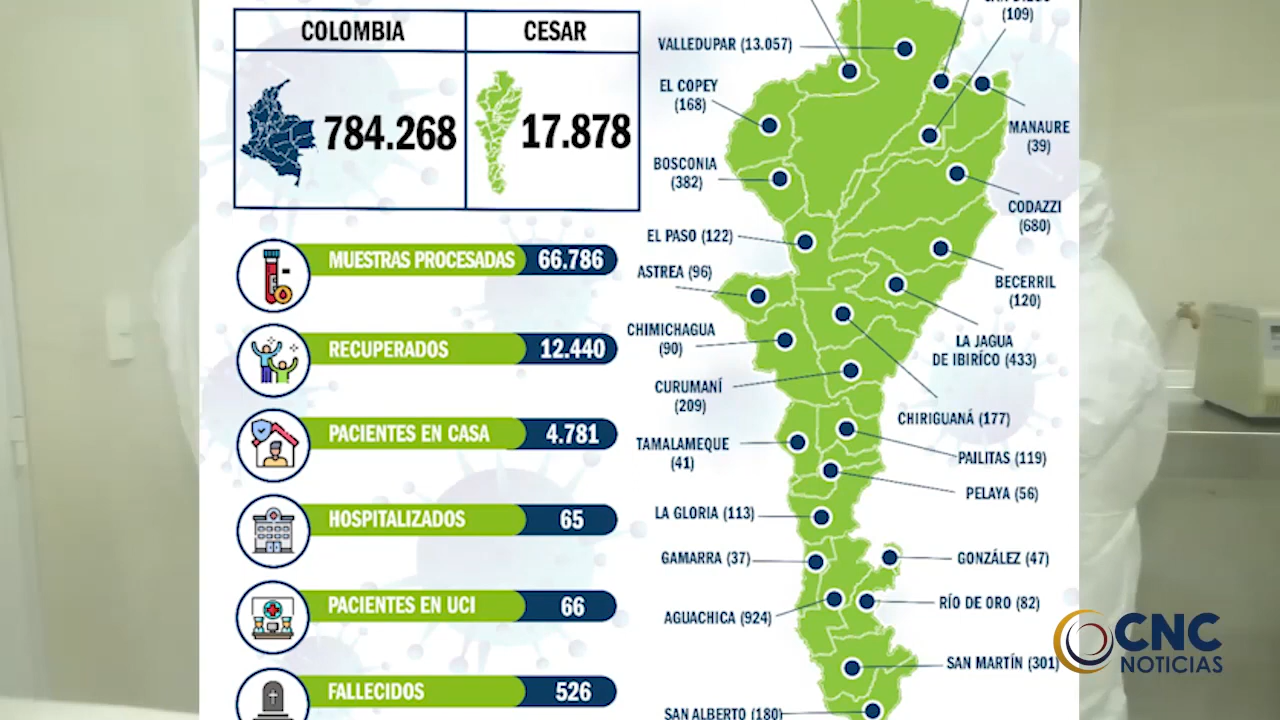 COLOMBIA
CESAR
784.268
17.878
MUESTRAS PROCESADAS 66.786
RECUPERADOS 12.440
PACIENTES EN CASA 4.781
HOSPITALIZADOS 65
PACIENTES EN UCI 66
FALLECIDOS 526
(109)
VALLEDUPAR (13.057)
EL COPEY
(168)
MANAURE
(39)
BOSCONIA
(382)
CODAZZI
(680)
EL PASO (122)
ASTREA (96)
BECERRIL
(120)
CHIMICHAGUA
(90)
LA JAGUA
DE IBIRÍCO (433)
CURUMANÍ
(209)
CHIRIGUANÁ (177)
TAMALAMEQUE
(41)
PAILITAS (119)
PELAYA (56)
LA GLORIA (113)
GAMARRA (37)
GONZÁLEZ (47)
RÍO DE ORO (82)
AGUACHICA (924)
SAN MARTÍN (301)
SAN ALBERTO (180)
CNC
NOTICIAS